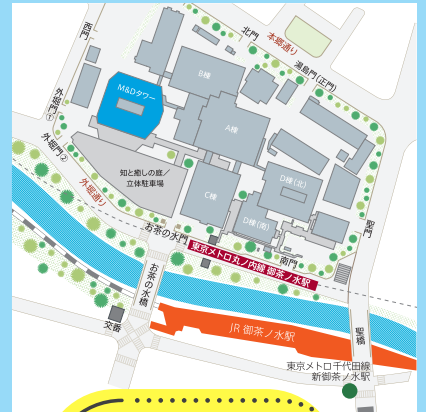 西門
北門
本郷通り
湯島門(正門)
B棟
M&Dタワー
外堀門①
A棟
外堀門②
知と癒しの庭／
立体駐車場
外堀通り
C棟
D棟(北)
D棟(南)
聖門
お茶の水門
南門
東京メトロ丸ノ内線 御茶ノ水駅
お茶の水橋
交番
JR 御茶ノ水駅
聖橋
東京メトロ千代田線
新御茶ノ水駅